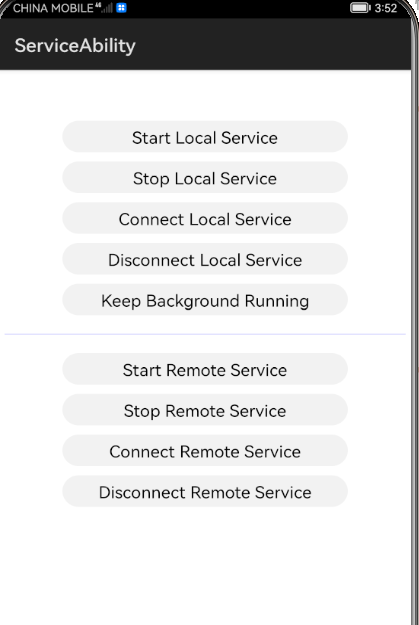 CHINA MOBILE
3:52
ServiceAbility
Start Local Service
Stop Local Service
Connect Local Service
Disconnect Local Service
Keep Background Running
Start Remote Service
Stop Remote Service
Connect Remote Service
Disconnect Remote Service